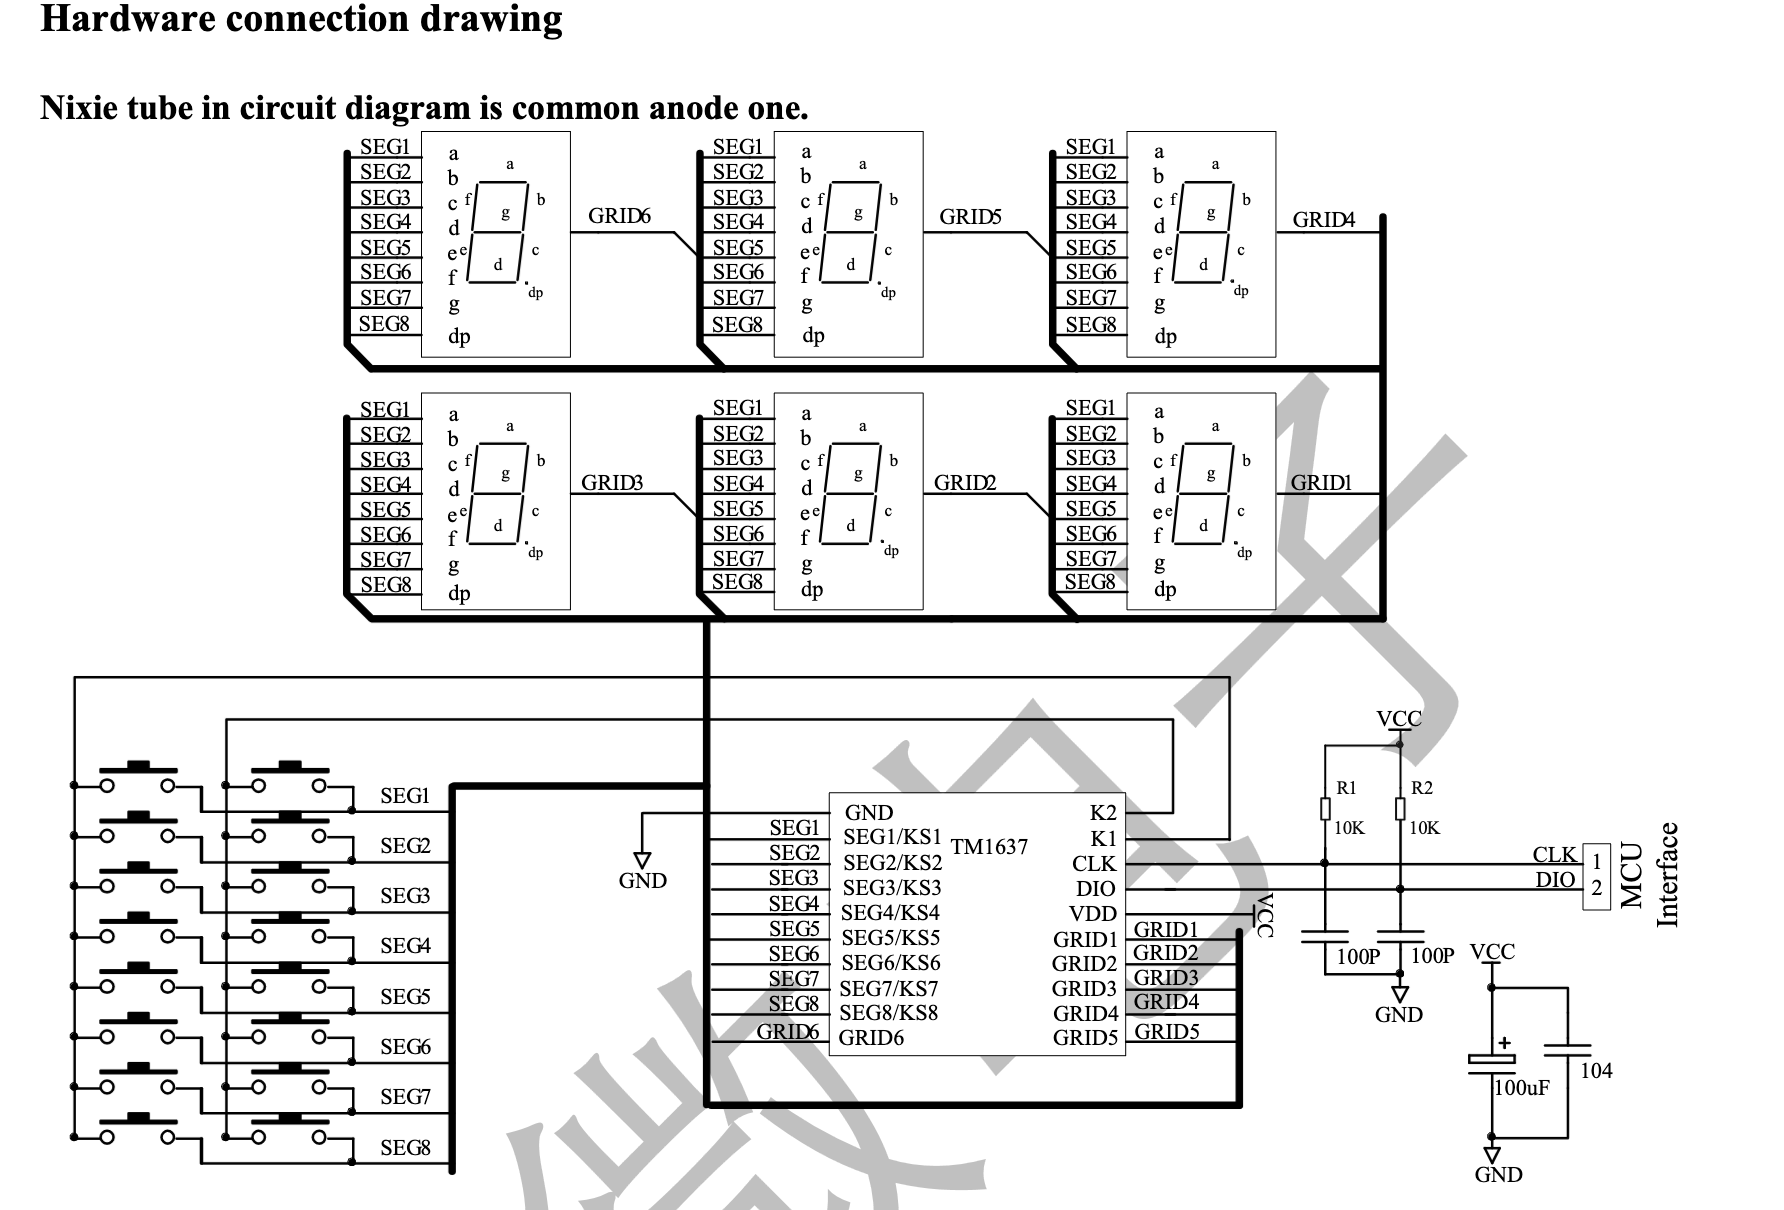 Hardware connection drawing
Nixie tube in circuit diagram is common anode one.
SEG1
SEG2
SEG3
SEG4
SEG5
SEG6
SEG7
SEG8
a
b
c
d
e
f
g
dp
a
f
b
g
e
c
d
dp
GRID6
SEG1
SEG2
SEG3
SEG4
SEG5
SEG6
SEG7
SEG8
a
b
c
d
e
f
g
dp
a
f
b
g
e
c
d
dp
GRID5
SEG1
SEG2
SEG3
SEG4
SEG5
SEG6
SEG7
SEG8
a
b
c
d
e
f
g
dp
a
f
b
g
e
c
d
dp
GRID4
SEG1
SEG2
SEG3
SEG4
SEG5
SEG6
SEG7
SEG8
a
b
c
d
e
f
g
dp
a
f
b
g
e
c
d
dp
GRID3
SEG1
SEG2
SEG3
SEG4
SEG5
SEG6
SEG7
SEG8
a
b
c
d
e
f
g
dp
a
f
b
g
e
c
d
dp
GRID2
SEG1
SEG2
SEG3
SEG4
SEG5
SEG6
SEG7
SEG8
a
b
c
d
e
f
g
dp
a
f
b
g
e
c
d
dp
GRID1
SEG1
SEG2
SEG3
SEG4
SEG5
SEG6
SEG7
SEG8
GND
SEG1
SEG2
SEG3
SEG4
SEG5
SEG6
SEG7
SEG8
GRID6
GND
SEG1/KS1
SEG2/KS2
SEG3/KS3
SEG4/KS4
SEG5/KS5
SEG6/KS6
SEG7/KS7
SEG8/KS8
GRID6
TM1637
K2
K1
CLK
DIO
VDD
GRID1
GRID2
GRID3
GRID4
GRID5
VCC
GRID1
GRID2
GRID3
GRID4
GRID5
VCC
R1
R2
10K
10K
100P
100P
GND
CLK
DIO
1
2
MCU
Interface
VCC
+
100uF
104
GND